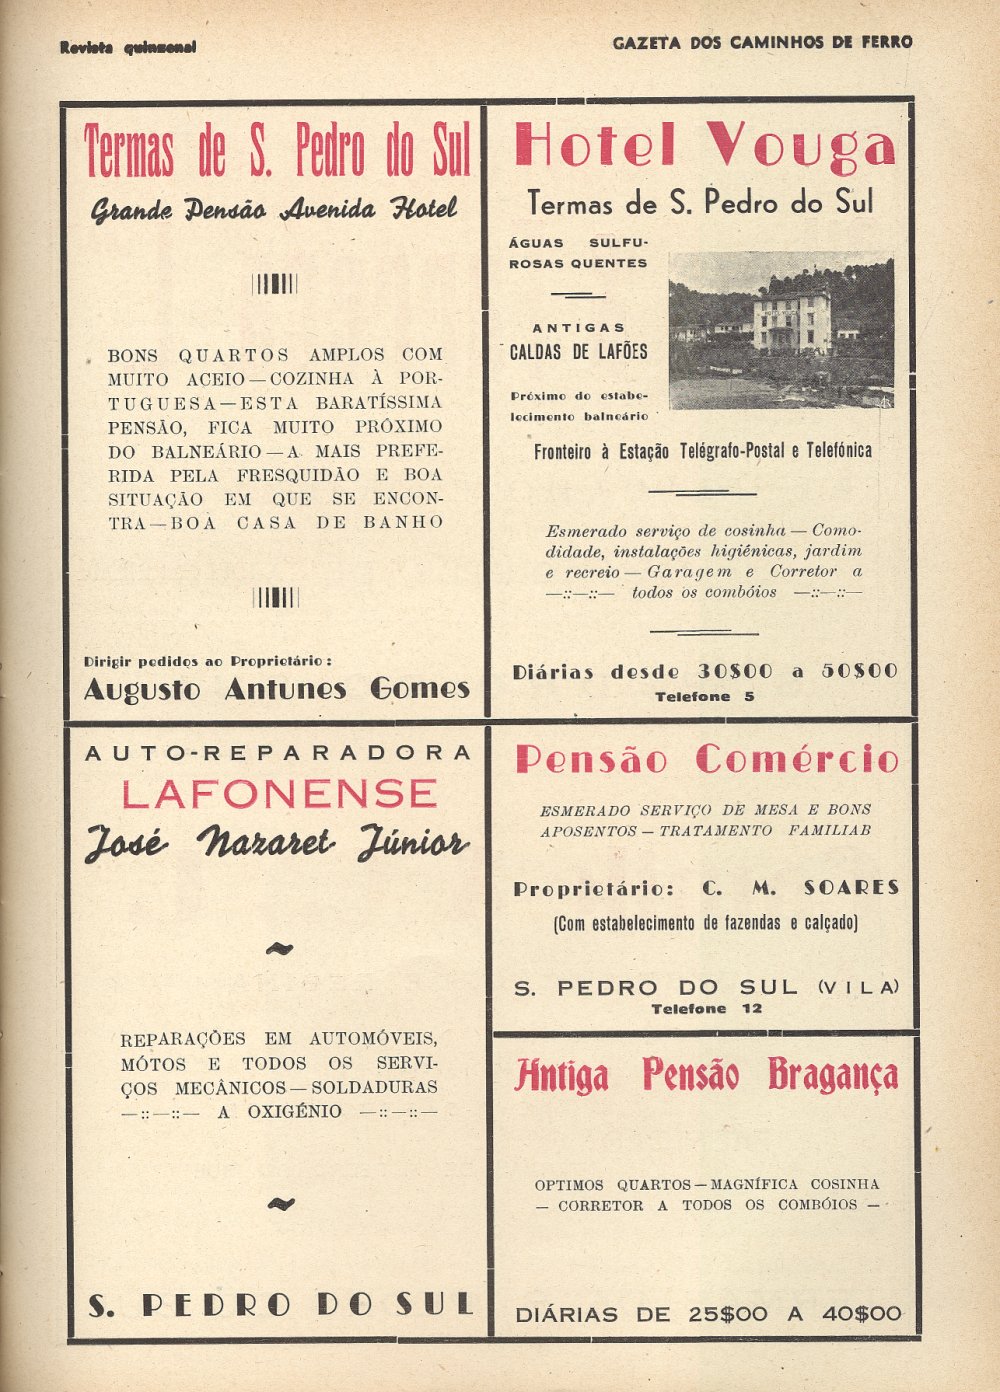 Revista quinzenal
GAZETA DOS CAMINHOS DE FERRO
Termas de S. Pedro do Sul
Grande Pensão Avenida Hotel
BONS QUARTOS AMPLOS COM
MUITO ACEIO — COZINHA À POR-
TUGUESA — ESTA BARATÍSSIMA
PENSÃO, FICA MUITO PRÓXIMO
DO BALNEÁRIO — A MAIS PREFE-
RIDA PELA FRESQUIDÃO E BOA
SITUAÇÃO EM QUE SE ENCON-
TRA — BOA CASA DE BANHO
Dirigir pedidos ao Proprietário:
Augusto Antunes Gomes
Hotel Vouga
Termas de S. Pedro do Sul
ÁGUAS SULFU-
ROSAS QUENTES
ANTIGAS
CALDAS DE LAFÕES
Próximo do estabe-
lecimento balneário
Fronteiro à Estação Telégrafo-Postal e Telefónica
Esmerado serviço de cosinha — Como-
didade, instalações higiênicas, jardim
e recreio — Garagem e Corretor a
—::—::— todos os combóios —::—::—
Diárias desde 30$00 a 50$00
Telefone 5
AUTO-REPARADORA
LAFONENSE
José Nazaret Júnior
~
REPARAÇÕES EM AUTOMÓVEIS,
MÓTOS E TODOS OS SERVI-
ÇOS MECÂNICOS — SOLDADURAS
—::—::— A OXIGÉNIO —::—::—
~
S. PEDRO DO SUL
Pensão Comércio
ESMERADO SERVIÇO DE MESA E BONS
APOSENTOS — TRATAMENTO FAMILIAB
Proprietário: C. M. SOARES
(Com estabelecimento de fazendas e calçado)
S. PEDRO DO SUL (VILA)
Telefone 12
Antiga Pensão Bragança
OPTIMOS QUARTOS — MAGNÍFICA COSINHA
— CORRETOR A TODOS OS COMBÓIOS —
DIÁRIAS DE 25$00 A 40$00